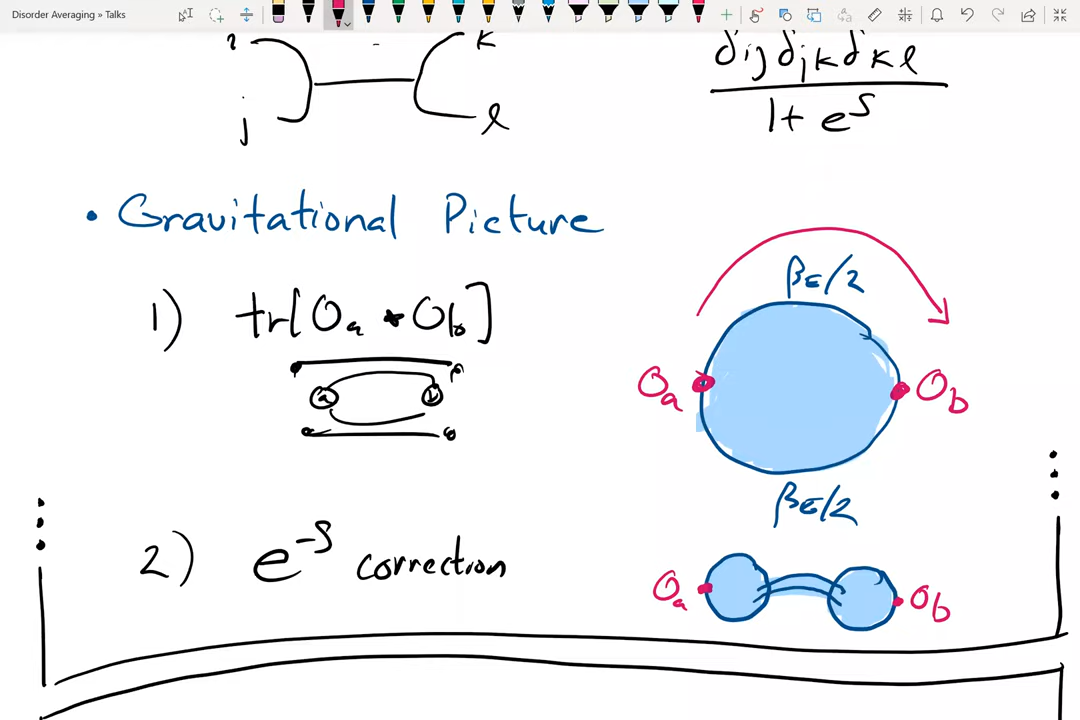 Disorder Averaging » Talks
i k
j l
δij δjk δkl
1 + e^S
• Gravitational Picture
1) tr[Oa * Ob]
a b
βE/2
Oa Ob
βE/2
2) e^-S correction
Oa Ob